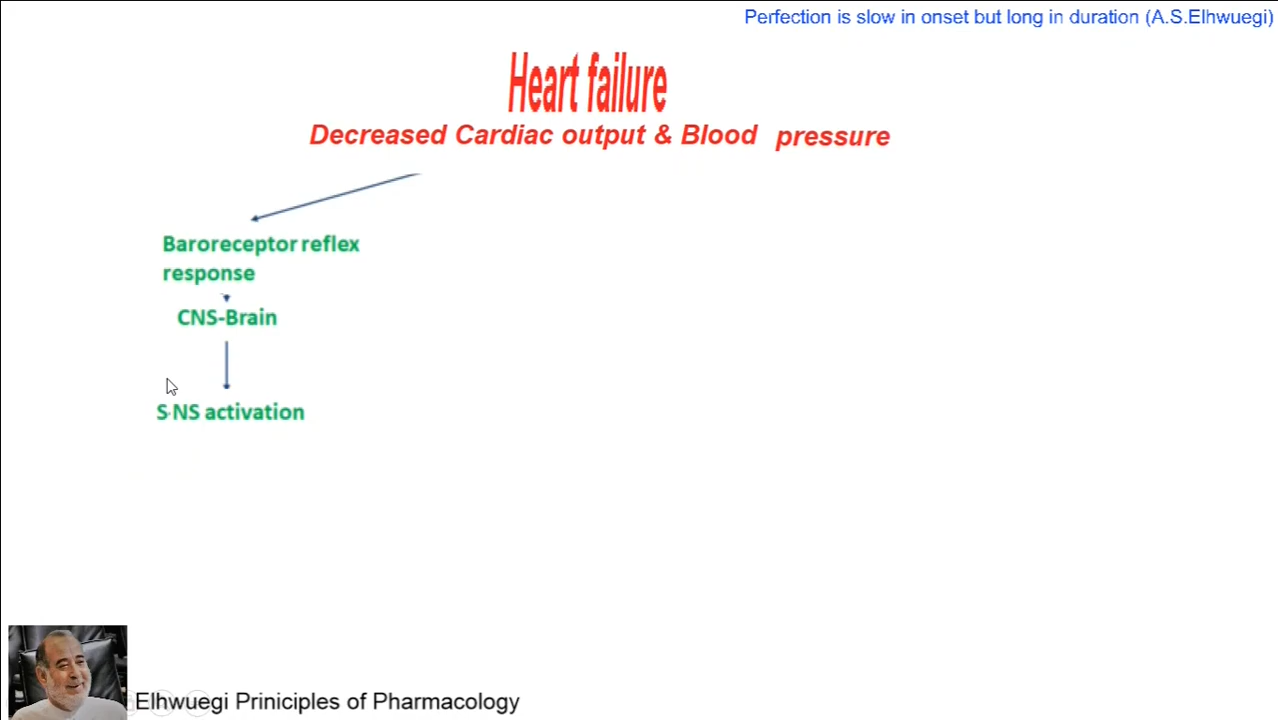 Perfection is slow in onset but long in duration (A.S.Elhwuegi)
Heart failure
Decreased Cardiac output & Blood pressure
Baroreceptor reflex
response
CNS-Brain
S.NS activation
Elhwuegi Priniciples of Pharmacology